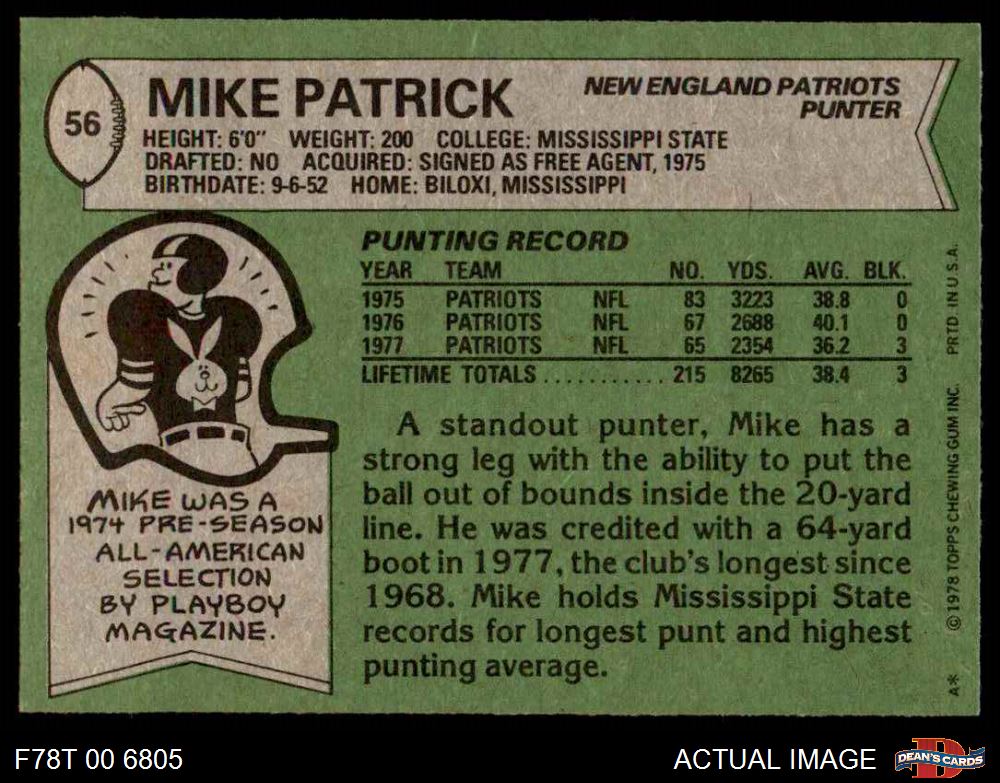 56
MIKE PATRICK
NEW ENGLAND PATRIOTS
PUNTER
HEIGHT: 6'0" WEIGHT: 200 COLLEGE: MISSISSIPPI STATE
DRAFTED: NO ACQUIRED: SIGNED AS FREE AGENT, 1975
BIRTHDATE: 9-6-52 HOME: BILOXI, MISSISSIPPI
PUNTING RECORD
YEAR TEAM NO. YDS. AVG. BLK.
1975 PATRIOTS NFL 83 3223 38.8 0
1976 PATRIOTS NFL 67 2688 40.1 0
1977 PATRIOTS NFL 65 2354 36.2 3
LIFETIME TOTALS ........... 215 8265 38.4 3
A standout punter, Mike has a
strong leg with the ability to put the
ball out of bounds inside the 20-yard
line. He was credited with a 64-yard
boot in 1977, the club's longest since
1968. Mike holds Mississippi State
records for longest punt and highest
punting average.
MIKE WAS A
1974 PRE-SEASON
ALL-AMERICAN
SELECTION
BY PLAYBOY
MAGAZINE.
A* ©1978 TOPPS CHEWING GUM INC. PRTD. IN U.S.A.
F78T 00 6805
ACTUAL IMAGE
D
DEAN'S CARDS